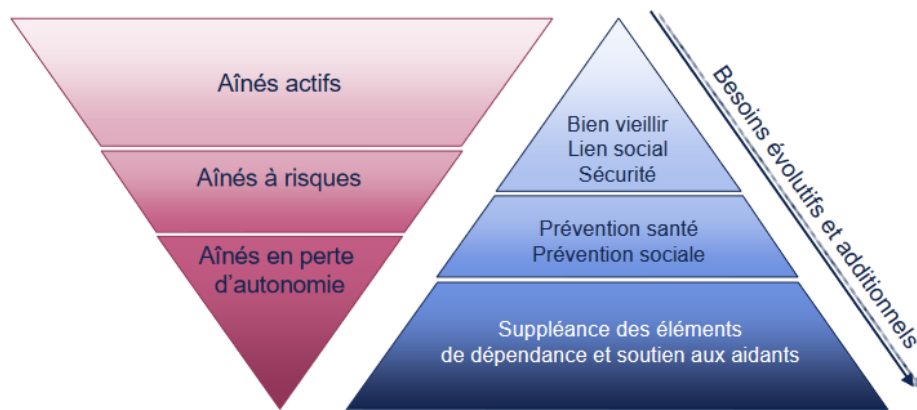 Aînés actifs
Aînés à risques
Aînés en perte
d'autonomie
Bien vieillir
Lien social
Sécurité
Prévention santé
Prévention sociale
Suppléance des éléments
de dépendance et soutien aux aidants
Besoins évolutifs et additionnels